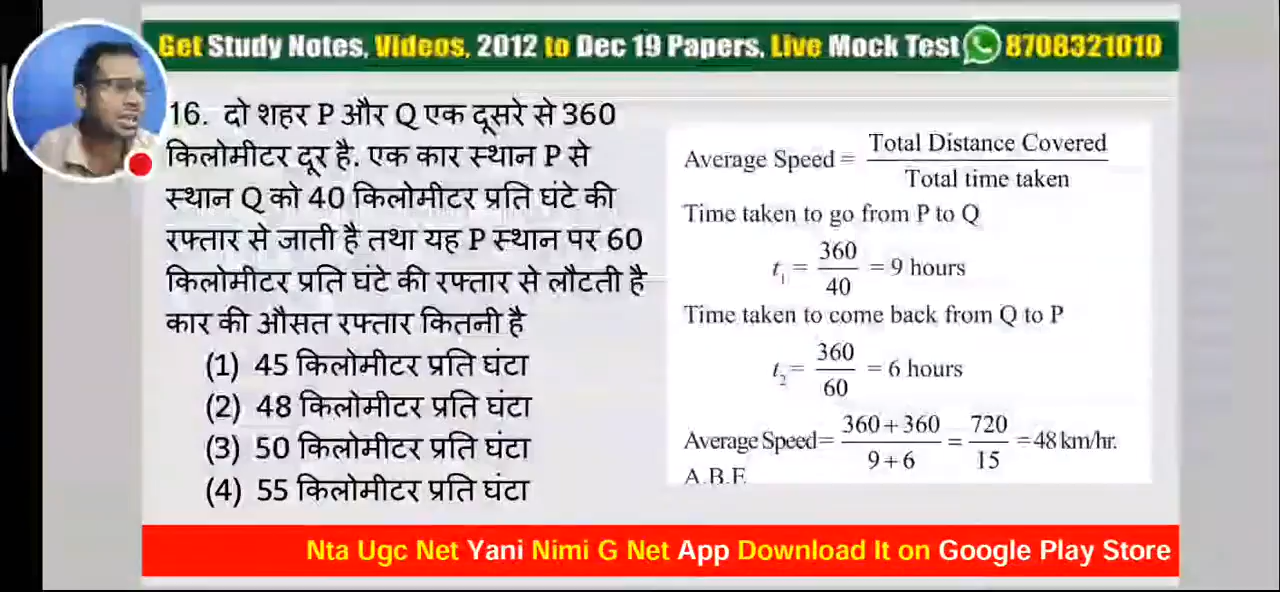 Get Study Notes, Videos, 2012 to Dec 19 Papers, Live Mock Test 8708321010
16. दो शहर P और Q एक दूसरे से 360
किलोमीटर दूर है. एक कार स्थान P से
स्थान Q को 40 किलोमीटर प्रति घंटे की
रफ्तार से जाती है तथा यह P स्थान पर 60
किलोमीटर प्रति घंटे की रफ्तार से लौटती है
कार की औसत रफ्तार कितनी है
(1) 45 किलोमीटर प्रति घंटा
(2) 48 किलोमीटर प्रति घंटा
(3) 50 किलोमीटर प्रति घंटा
(4) 55 किलोमीटर प्रति घंटा
Average Speed = Total Distance Covered / Total time taken
Time taken to go from P to Q
t₁ = 360 / 40 = 9 hours
Time taken to come back from Q to P
t₂ = 360 / 60 = 6 hours
Average Speed = 360 + 360 / 9 + 6 = 720 / 15 = 48 km/hr.
Nta Ugc Net Yani Nimi G Net App Download It on Google Play Store